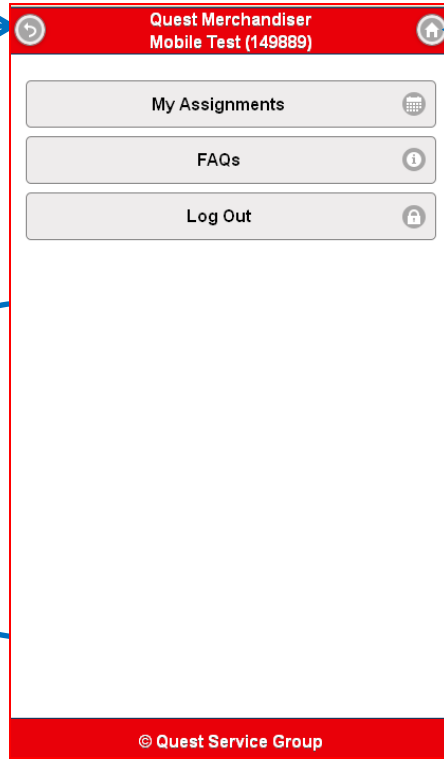 Quest Merchandiser
Mobile Test (149889)
My Assignments
FAQs
Log Out
© Quest Service Group